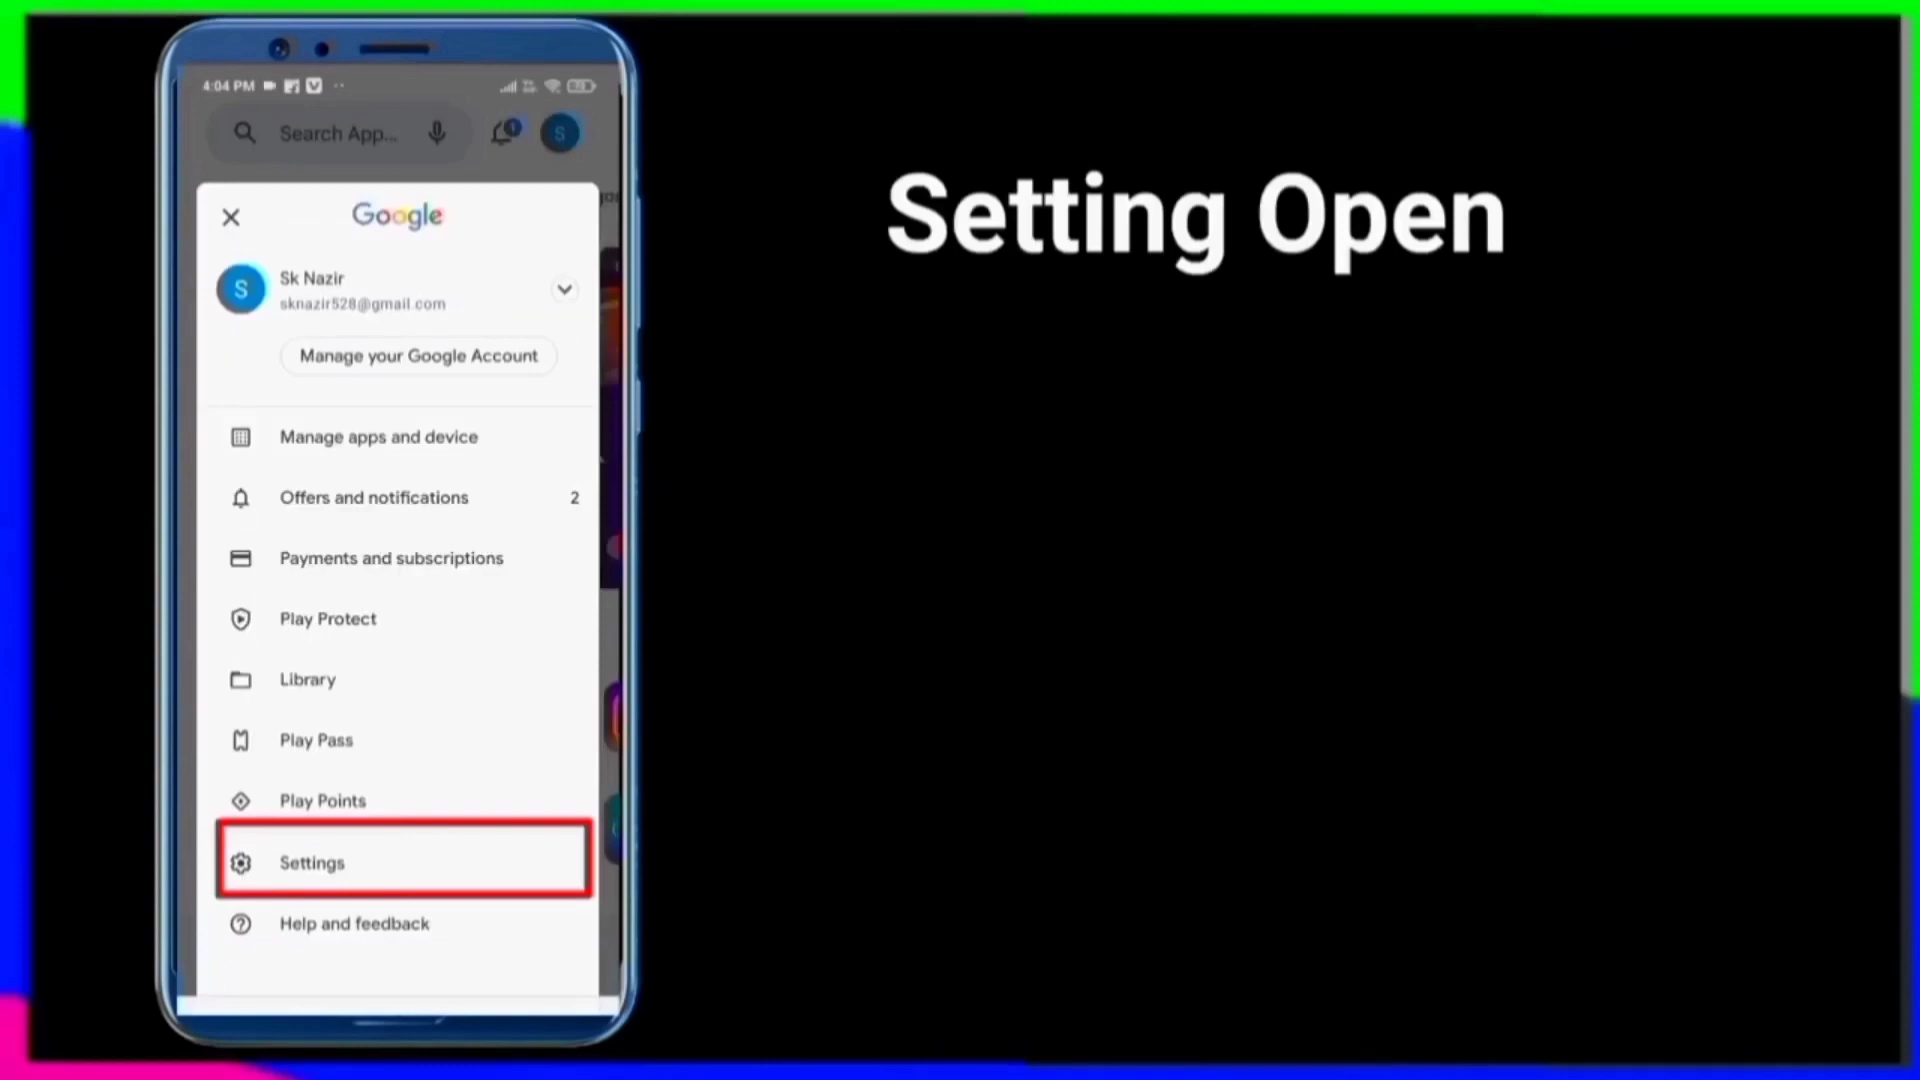 4:04 PM
Search App...
1
S
Setting Open
Google
S
Sk Nazir
sknazir528@gmail.com
Manage your Google Account
Manage apps and device
Offers and notifications 2
Payments and subscriptions
Play Protect
Library
Play Pass
Play Points
Settings
Help and feedback